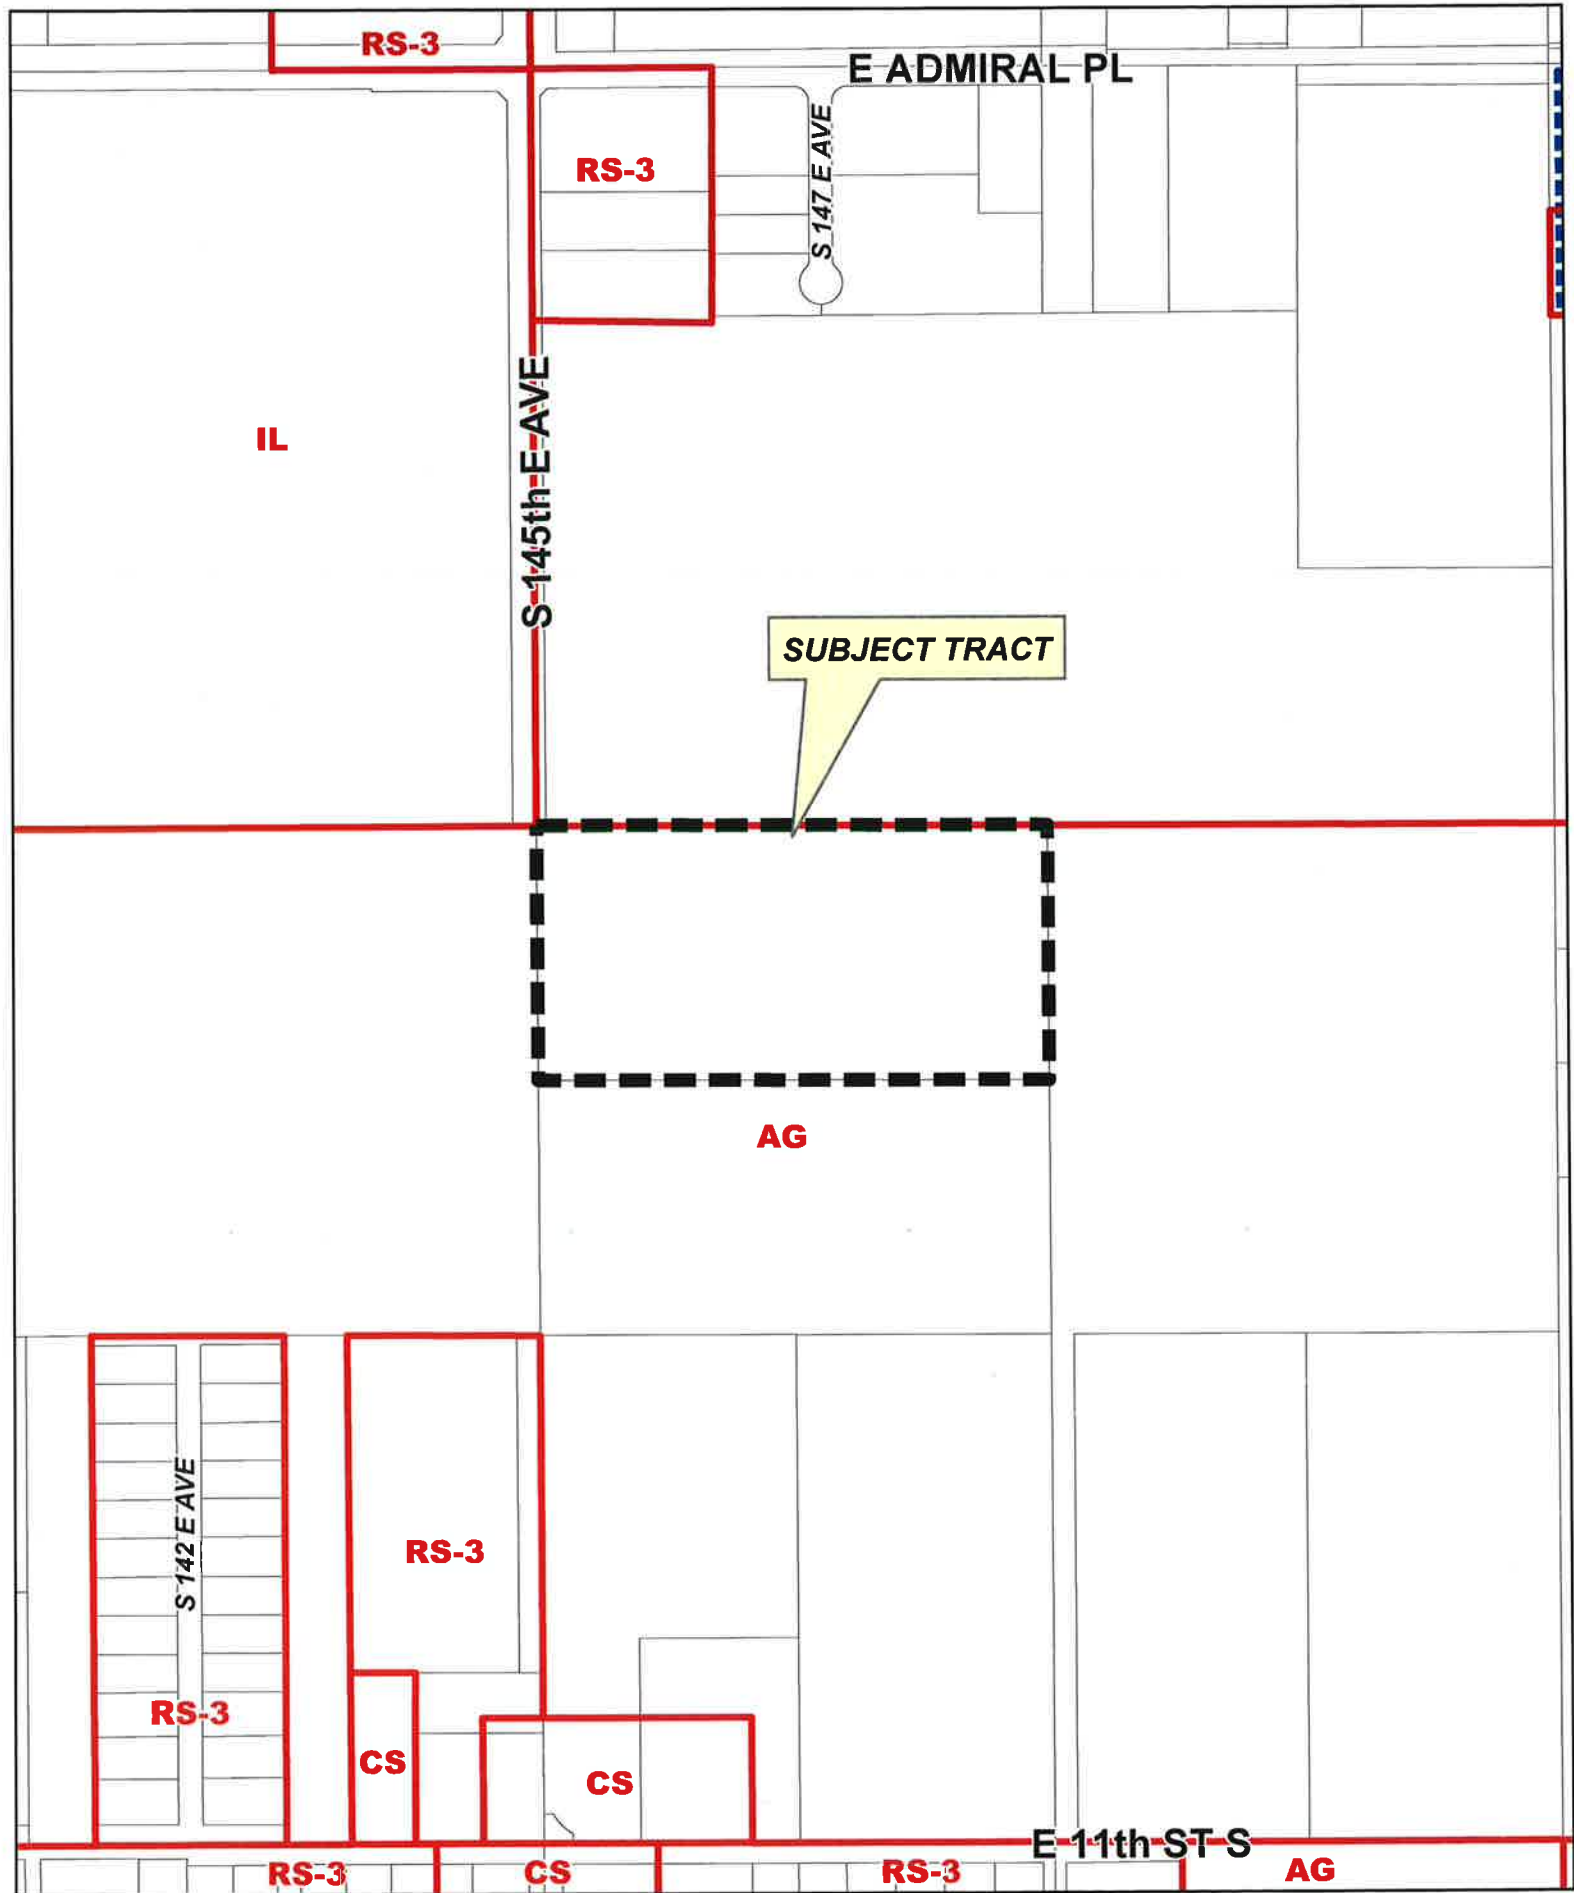 RS-3
E ADMIRAL PL
RS-3
S 147 E AVE
IL
S 145th E AVE
SUBJECT TRACT
AG
S 142 E AVE
RS-3
RS-3
CS
CS
E 11th ST S
RS-3
CS
RS-3
AG